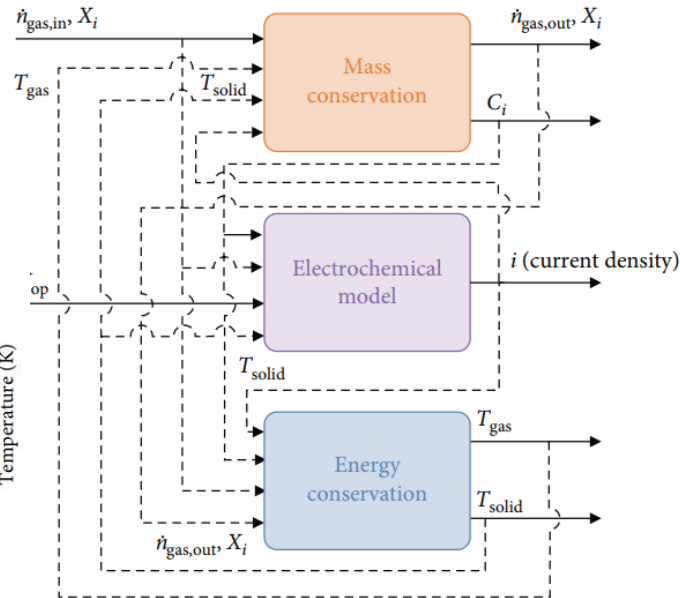 ṅgas,in, Xi
ṅgas,out, Xi
Tgas
Tsolid
Mass
conservation
Ci
Electrochemical
model
i (current density)
op
Temperature (K)
Tsolid
Tgas
Energy
conservation
Tsolid
ṅgas,out, Xi